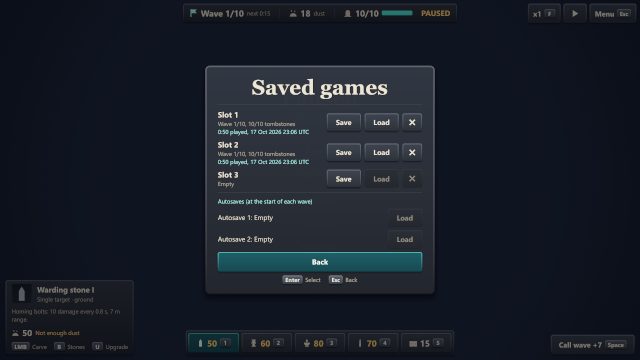 Wave 1/10 next 0:15 18 dust 10/10 PAUSED
x1 F
Menu Esc
Saved games
Slot 1
Wave 1/10, 10/10 tombstones
0:50 played, 17 Oct 2026 23:06 UTC
Save Load ×
Slot 2
Wave 1/10, 10/10 tombstones
0:50 played, 17 Oct 2026 23:06 UTC
Save Load ×
Slot 3
Empty
Save Load ×
Autosaves (at the start of each wave)
Autosave 1: Empty Load
Autosave 2: Empty Load
Back
Enter Select Esc Back
Warding stone I
Single target · ground
Homing bolts: 10 damage every 0.8 s, 7 m
range.
50 Not enough dust
LMB Carve B Stones U Upgrade
50 1 60 2 80 3 70 4 15 5
Call wave +7 Space